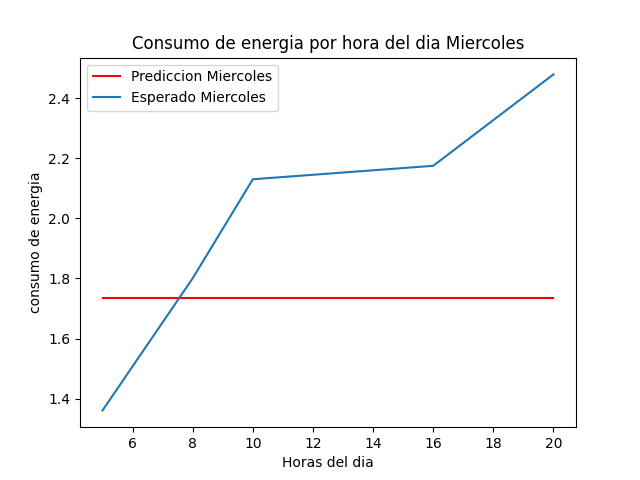 Consumo de energia por hora del dia Miercoles
Prediccion Miercoles
Esperado Miercoles
consumo de energia
2.4
2.2
2.0
1.8
1.6
1.4
6 8 10 12 14 16 18 20
Horas del dia